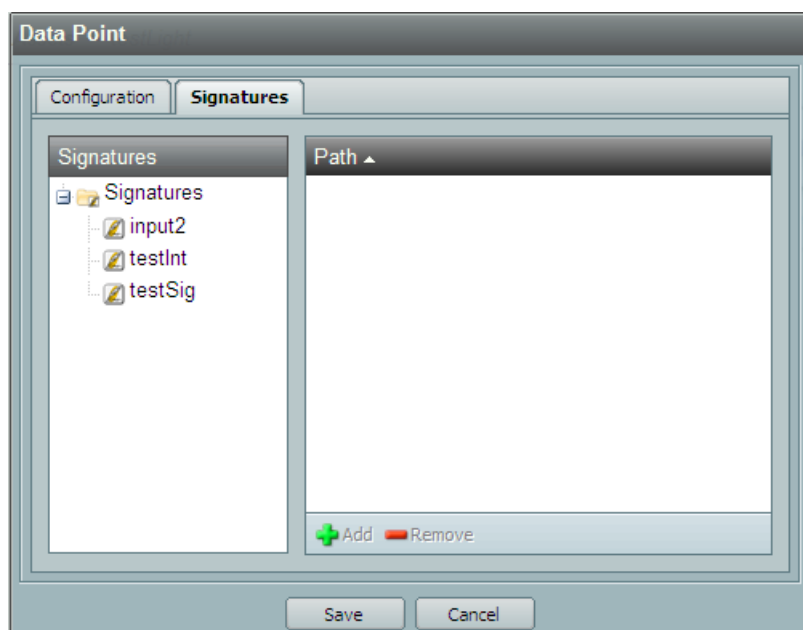 Data Point
Configuration
Signatures
Signatures
Path
Signatures
input2
testInt
testSig
Add
Remove
Save
Cancel